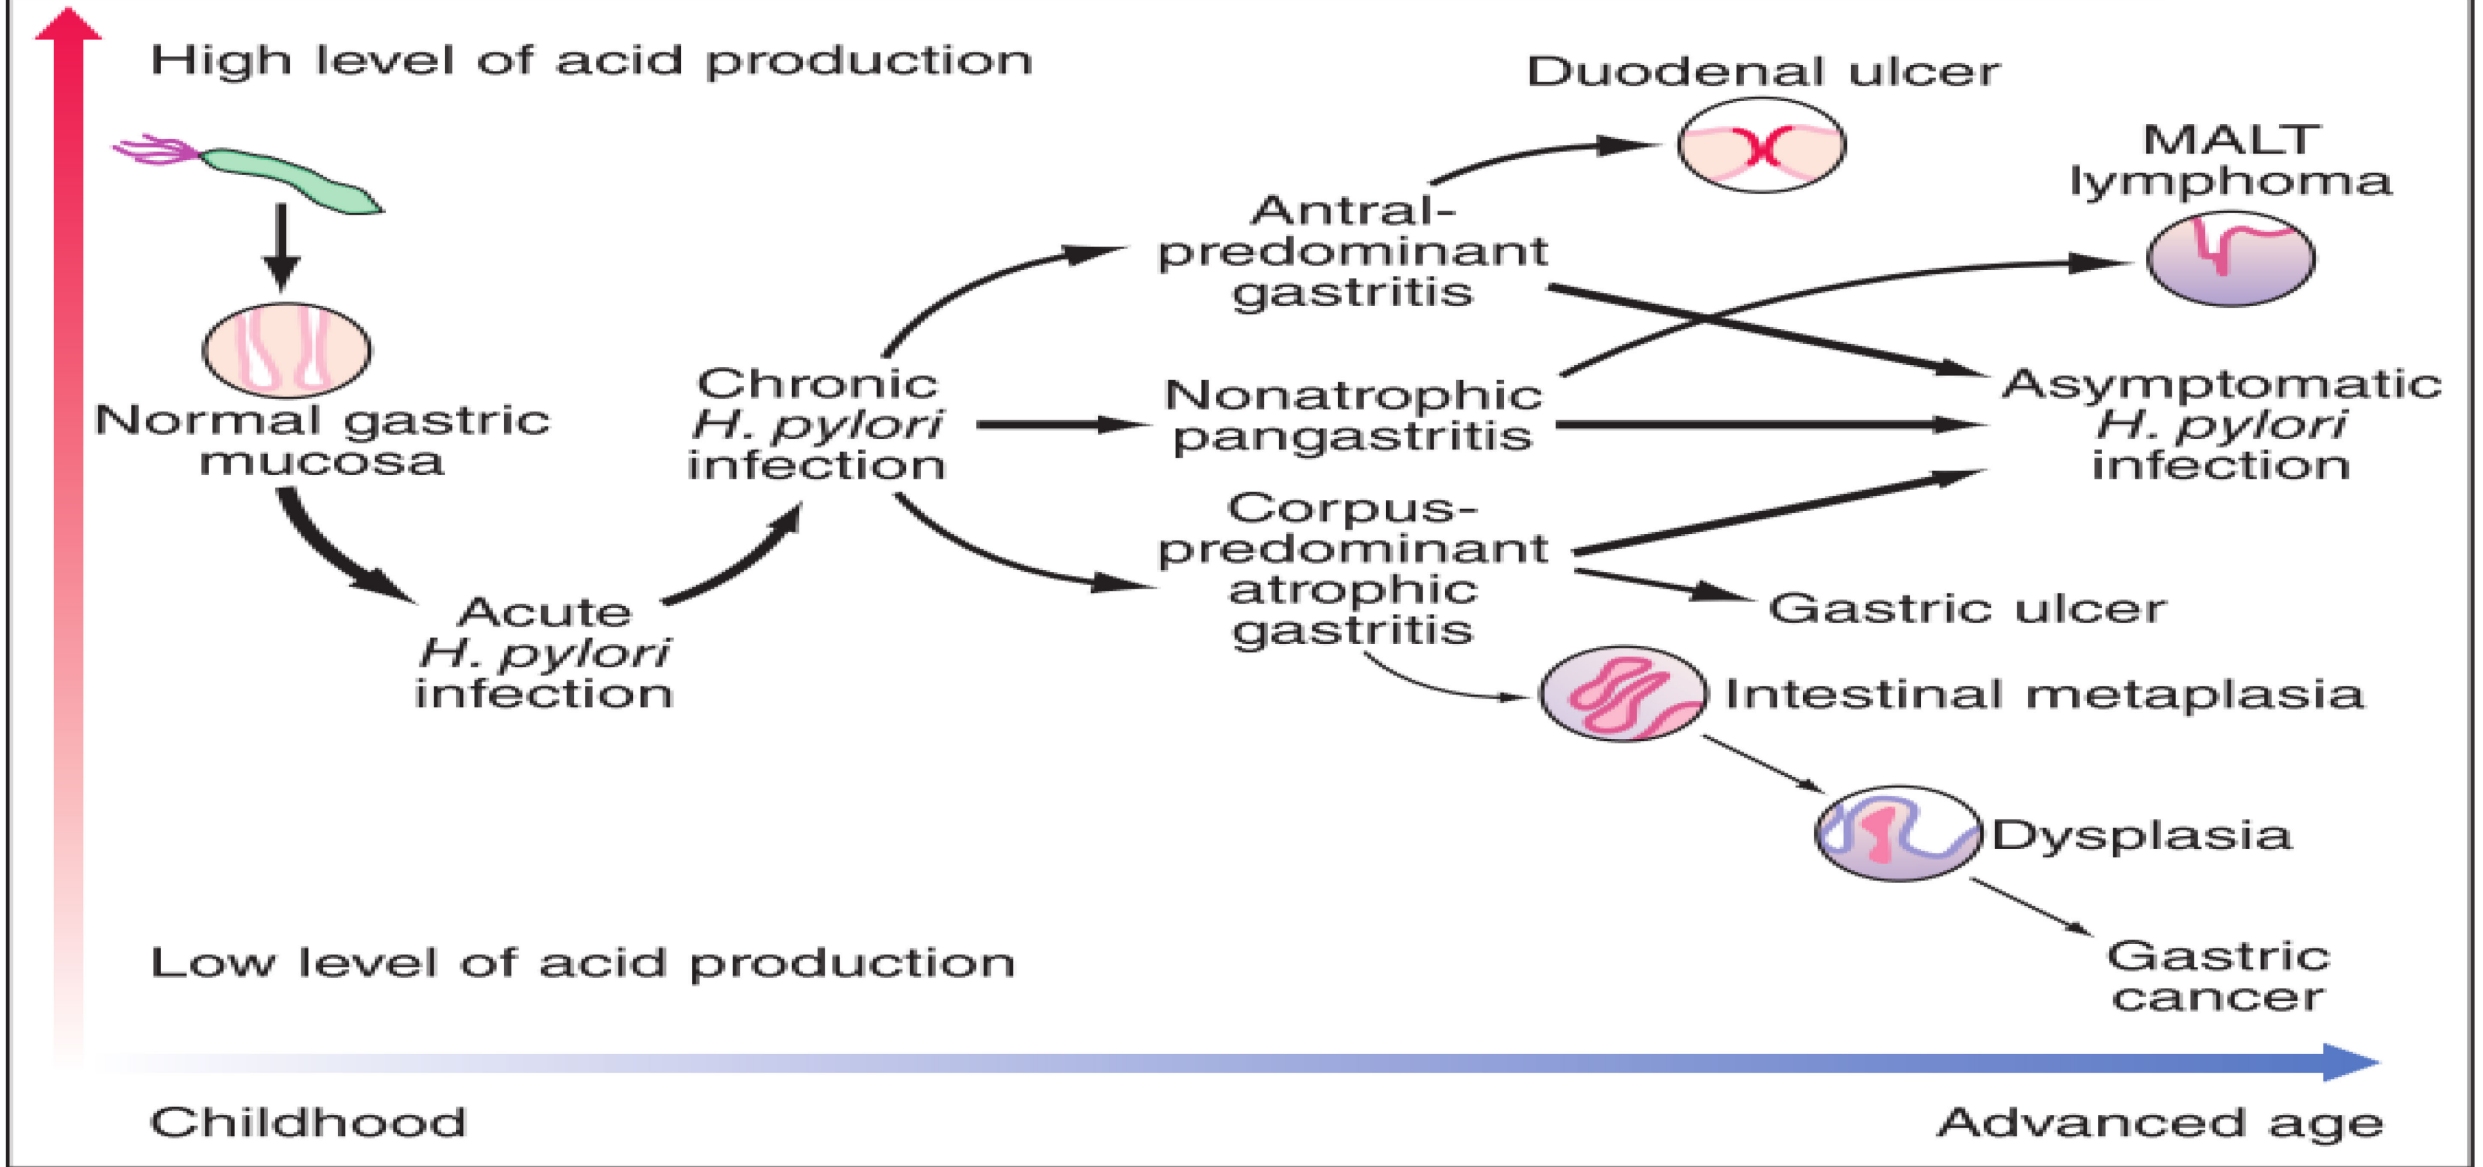 High level of acid production
Duodenal ulcer
MALT
lymphoma
Antral-
predominant
gastritis
Normal gastric
mucosa
Chronic
H. pylori
infection
Nonatrophic
pangastritis
Asymptomatic
H. pylori
infection
Corpus-
predominant
atrophic
gastritis
Acute
H. pylori
infection
Gastric ulcer
Intestinal metaplasia
Dysplasia
Gastric
cancer
Low level of acid production
Childhood
Advanced age